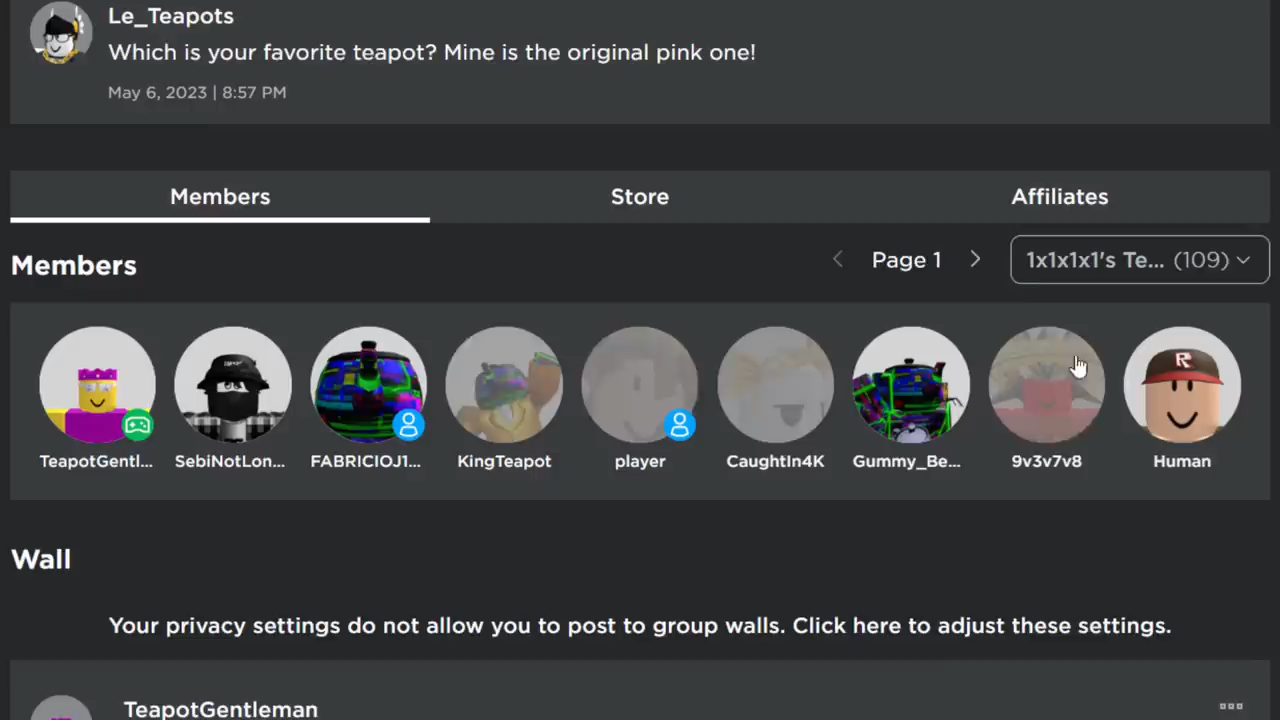 Le_Teapots
Which is your favorite teapot? Mine is the original pink one!
May 6, 2023 | 8:57 PM
Members Store Affiliates
Members Page 1 1x1x1x1's Te... (109)
TeapotGentl... SebiNotLon... FABRICIOJ1... KingTeapot player CaughtIn4K Gummy_Be... 9v3v7v8 Human
Wall
Your privacy settings do not allow you to post to group walls. Click here to adjust these settings.
TeapotGentleman